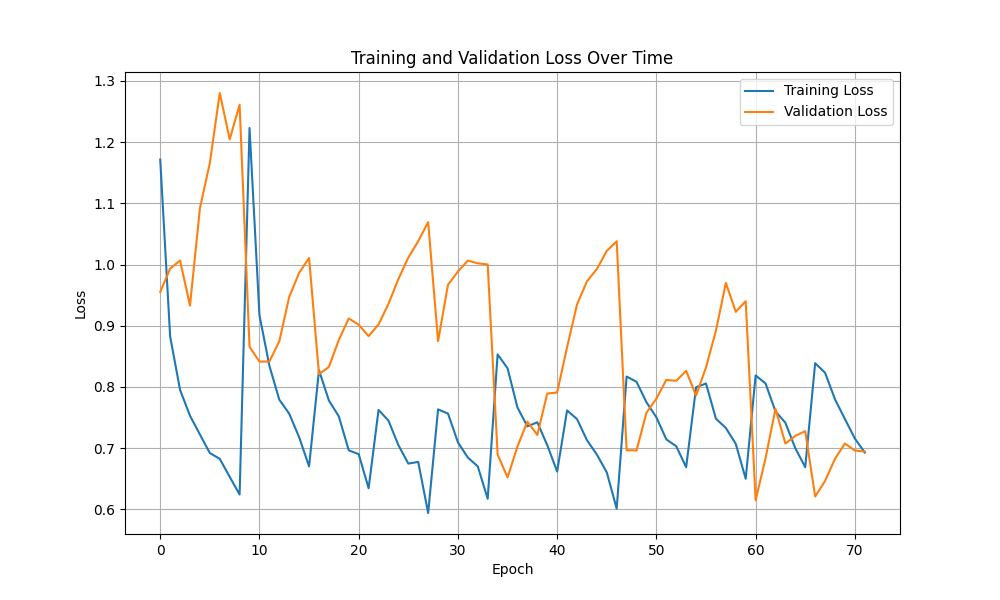 Training and Validation Loss Over Time
Training Loss
Validation Loss
1.3
1.2
1.1
1.0
0.9
0.8
0.7
0.6
Loss
0 10 20 30 40 50 60 70
Epoch